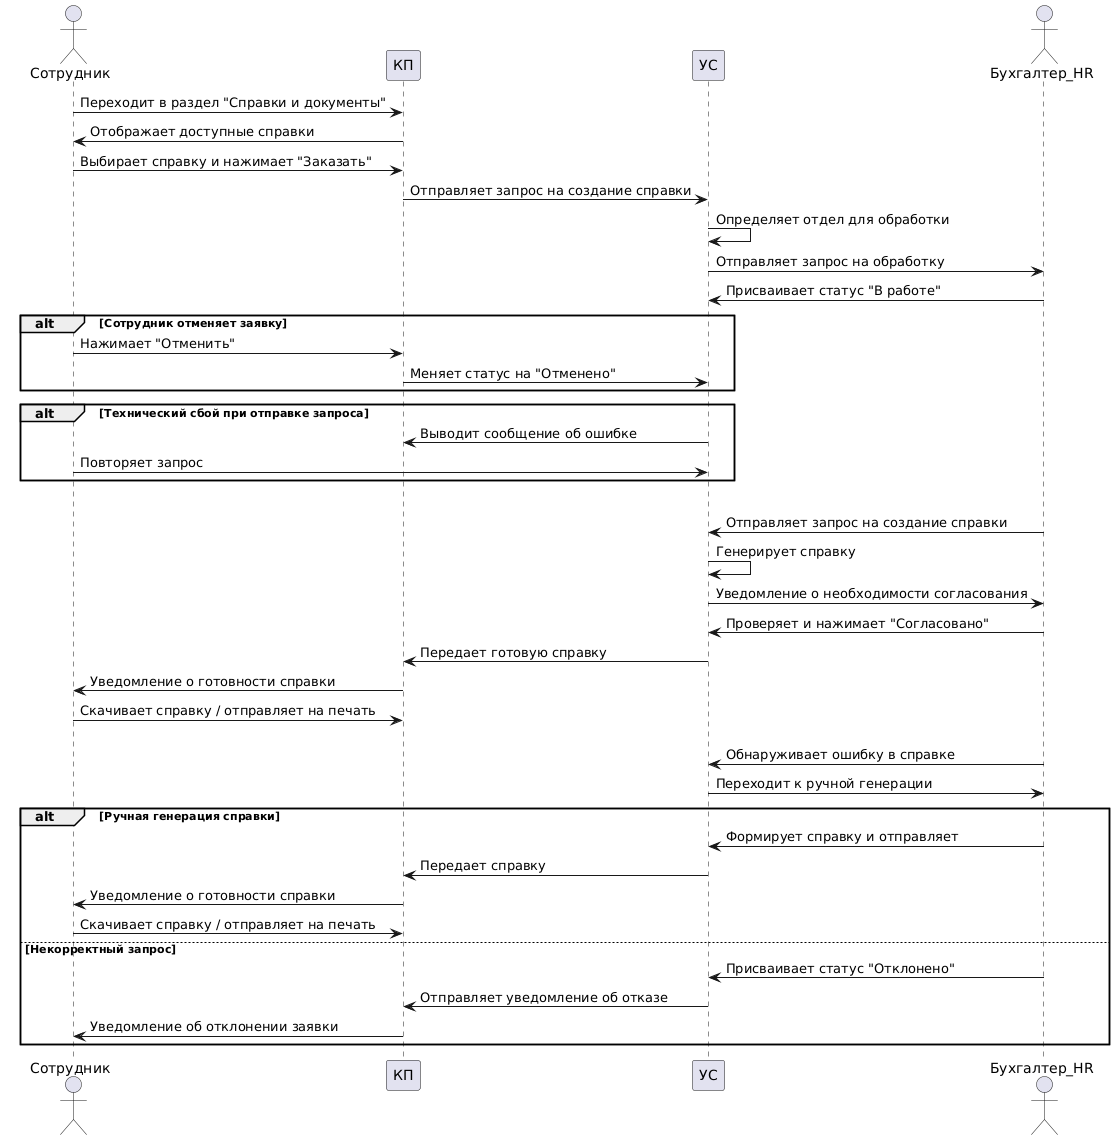 Сотрудник
КП
УС
Бухгалтер_HR
Переходит в раздел "Справки и документы"
Отображает доступные справки
Выбирает справку и нажимает "Заказать"
Отправляет запрос на создание справки
Определяет отдел для обработки
Отправляет запрос на обработку
Присваивает статус "В работе"
alt [Сотрудник отменяет заявку]
Нажимает "Отменить"
Меняет статус на "Отменено"
alt [Технический сбой при отправке запроса]
Выводит сообщение об ошибке
Повторяет запрос
Отправляет запрос на создание справки
Генерирует справку
Уведомление о необходимости согласования
Проверяет и нажимает "Согласовано"
Передает готовую справку
Уведомление о готовности справки
Скачивает справку / отправляет на печать
Обнаруживает ошибку в справке
Переходит к ручной генерации
alt [Ручная генерация справки]
Формирует справку и отправляет
Передает справку
Уведомление о готовности справки
Скачивает справку / отправляет на печать
[Некорректный запрос]
Присваивает статус "Отклонено"
Отправляет уведомление об отказе
Уведомление об отклонении заявки
Сотрудник
КП
УС
Бухгалтер_HR